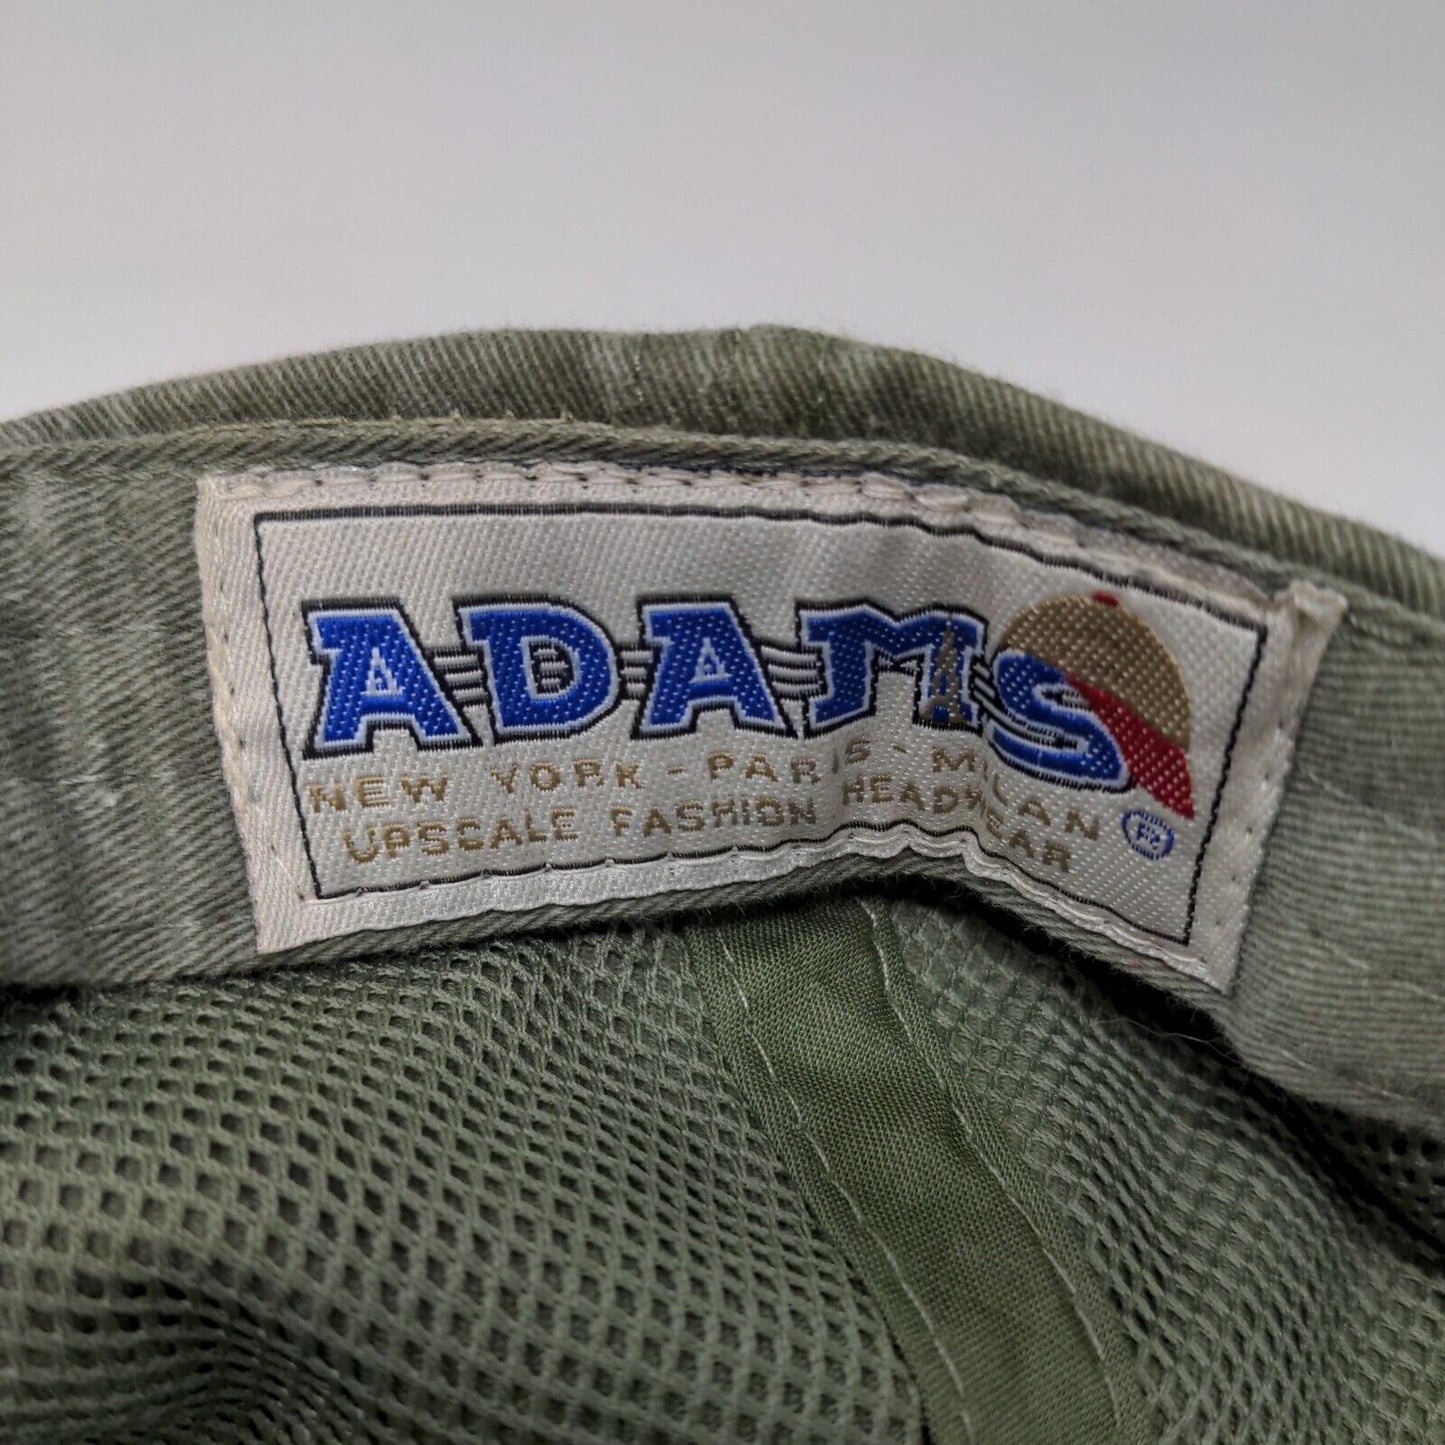 ADAMS
NEW YORK - PARIS - MILAN
UPSCALE FASHION HEADWEAR